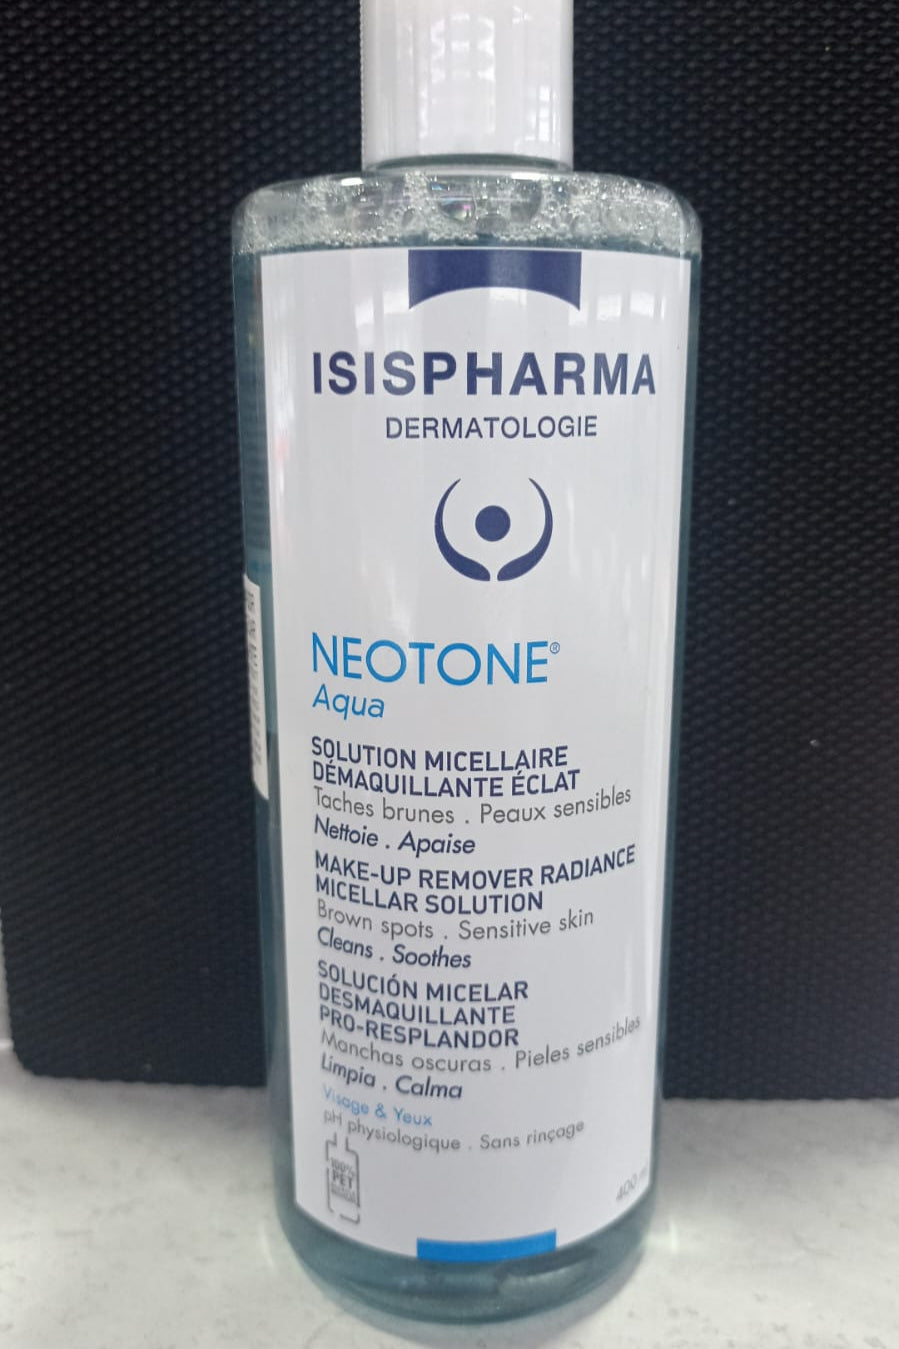 ISISPHARMA
DERMATOLOGIE
NEOTONE®
Aqua
SOLUTION MICELLAIRE
DÉMAQUILLANTE ÉCLAT
Taches brunes . Peaux sensibles
Nettoie . Apaise
MAKE-UP REMOVER RADIANCE
MICELLAR SOLUTION
Brown spots . Sensitive skin
Cleans . Soothes
SOLUCIÓN MICELAR
DESMAQUILLANTE
PRO-RESPLANDOR
Manchas oscuras . Pieles sensibles
Limpia . Calma
Visage & Yeux
pH physiologique . Sans rinçage
100%
PET
400